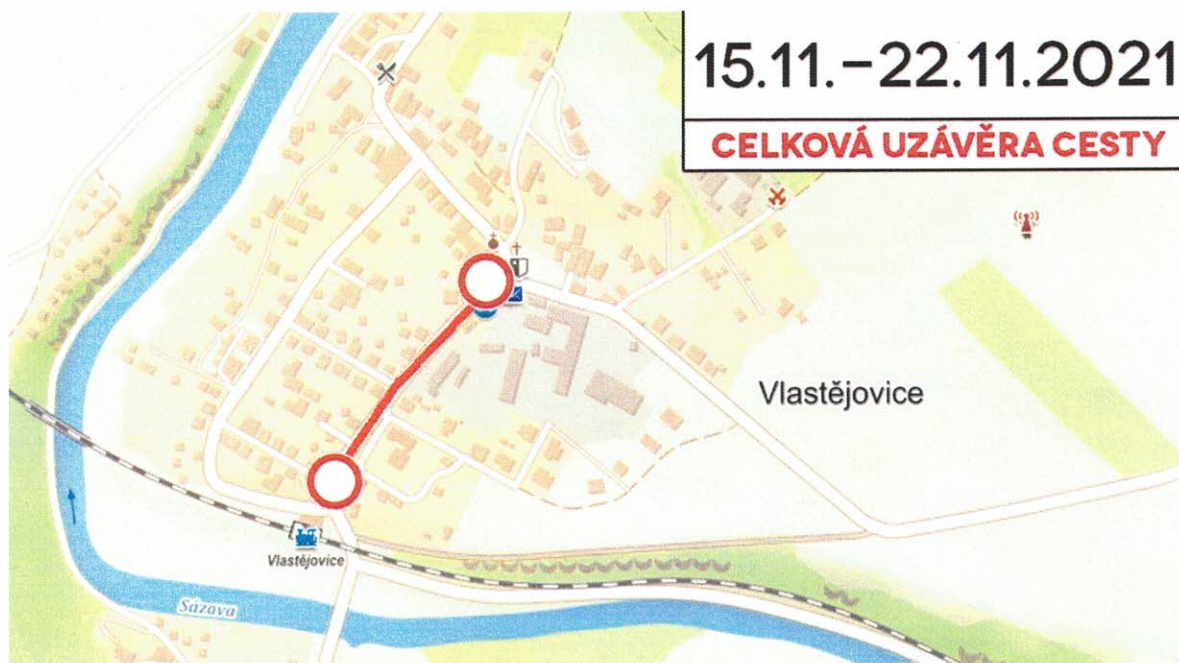 15.11.–22.11.2021
CELKOVÁ UZÁVĚRA CESTY
Vlastějovice
Vlastějovice
Sázava